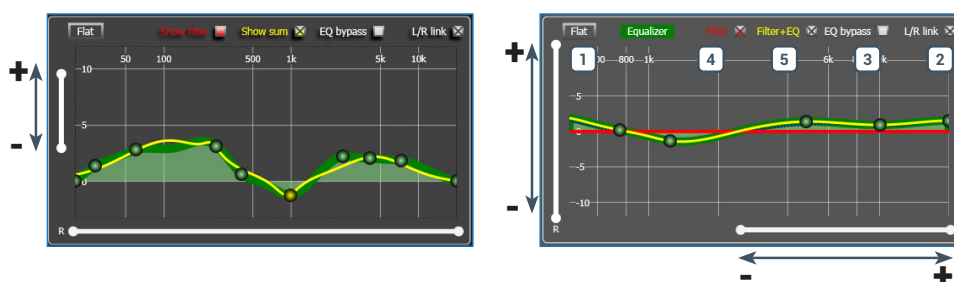 Flat Show filter Show sum EQ bypass L/R link
50 100 500 1k 5k 10k
10
5
0
R
+
-
Flat Equalizer Filter Filter+EQ EQ bypass L/R link
1 800 1k 4 5 6k 3 2
5
0
-5
-10
R
+
-
- +